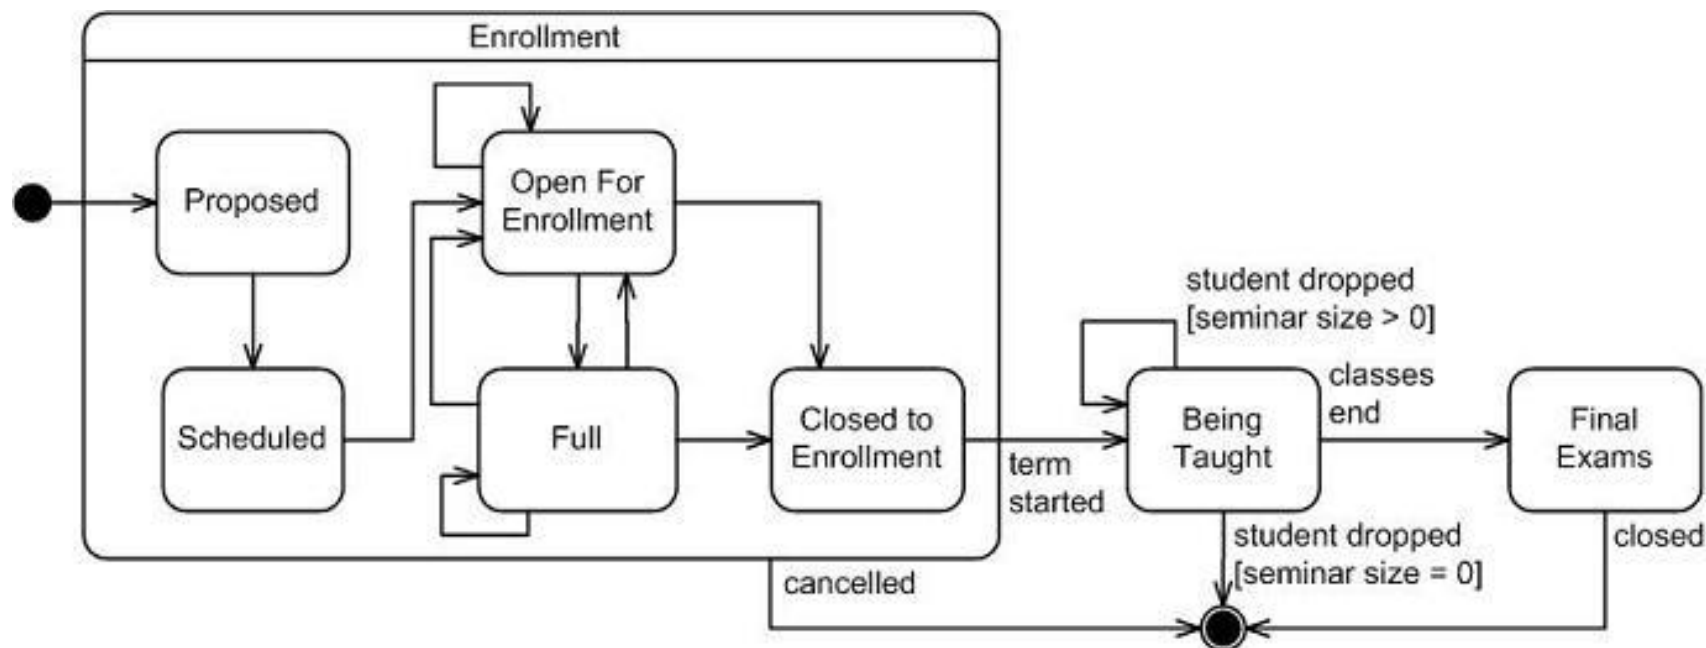 Enrollment
Proposed
Open For
Enrollment
Scheduled
Full
Closed to
Enrollment
term
started
student dropped
[seminar size > 0]
classes
end
Being
Taught
Final
Exams
cancelled
student dropped
[seminar size = 0]
closed